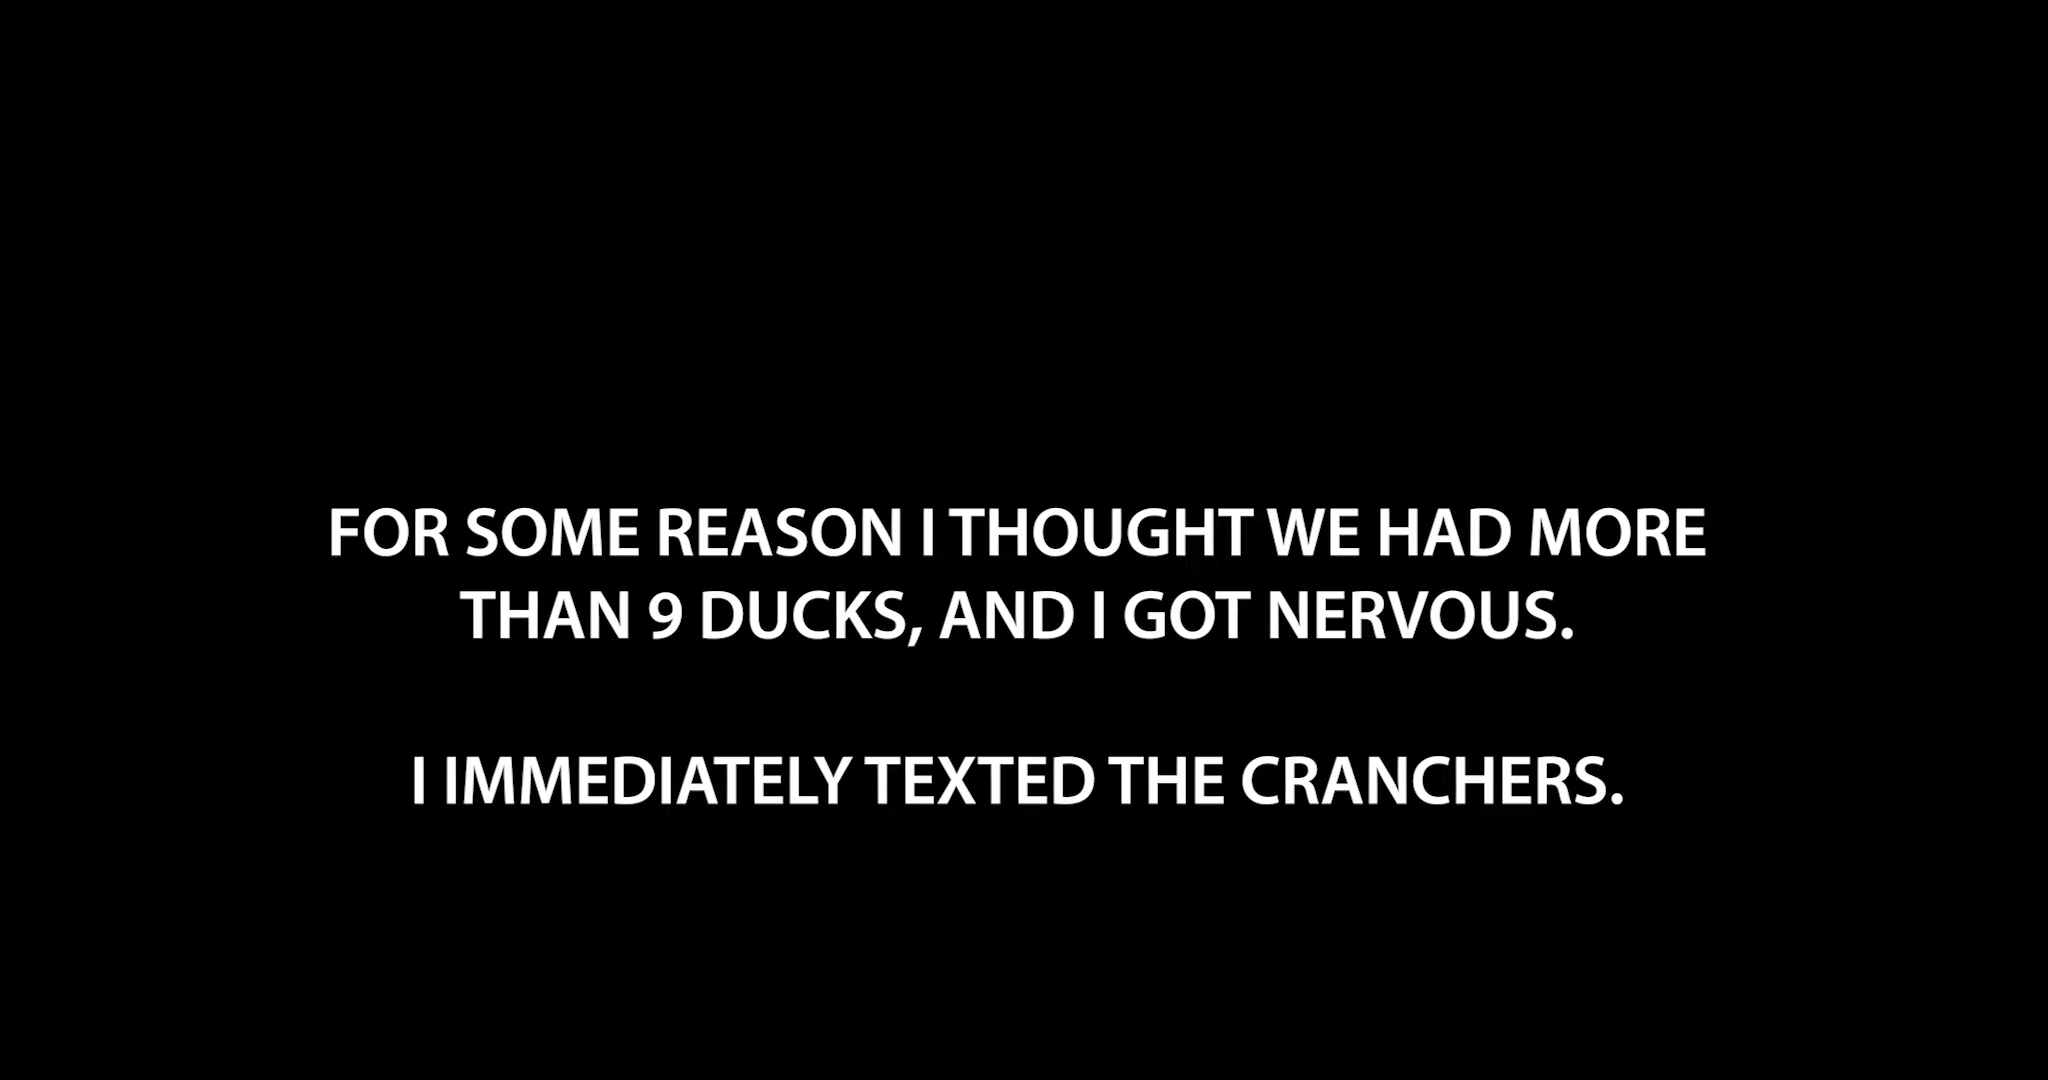 FOR SOME REASON I THOUGHT WE HAD MORE
THAN 9 DUCKS, AND I GOT NERVOUS.
I IMMEDIATELY TEXTED THE CRANCHERS.